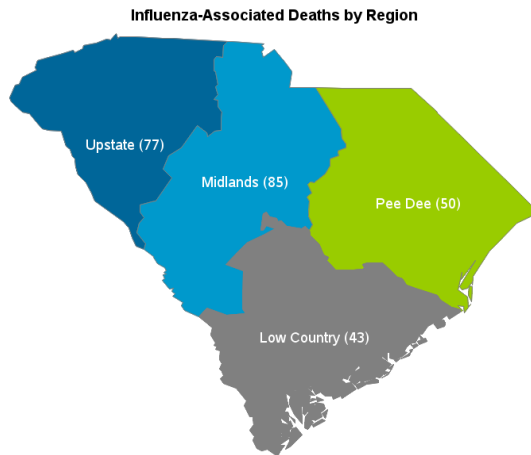 Influenza-Associated Deaths by Region
Upstate (77)
Midlands (85)
Pee Dee (50)
Low Country (43)